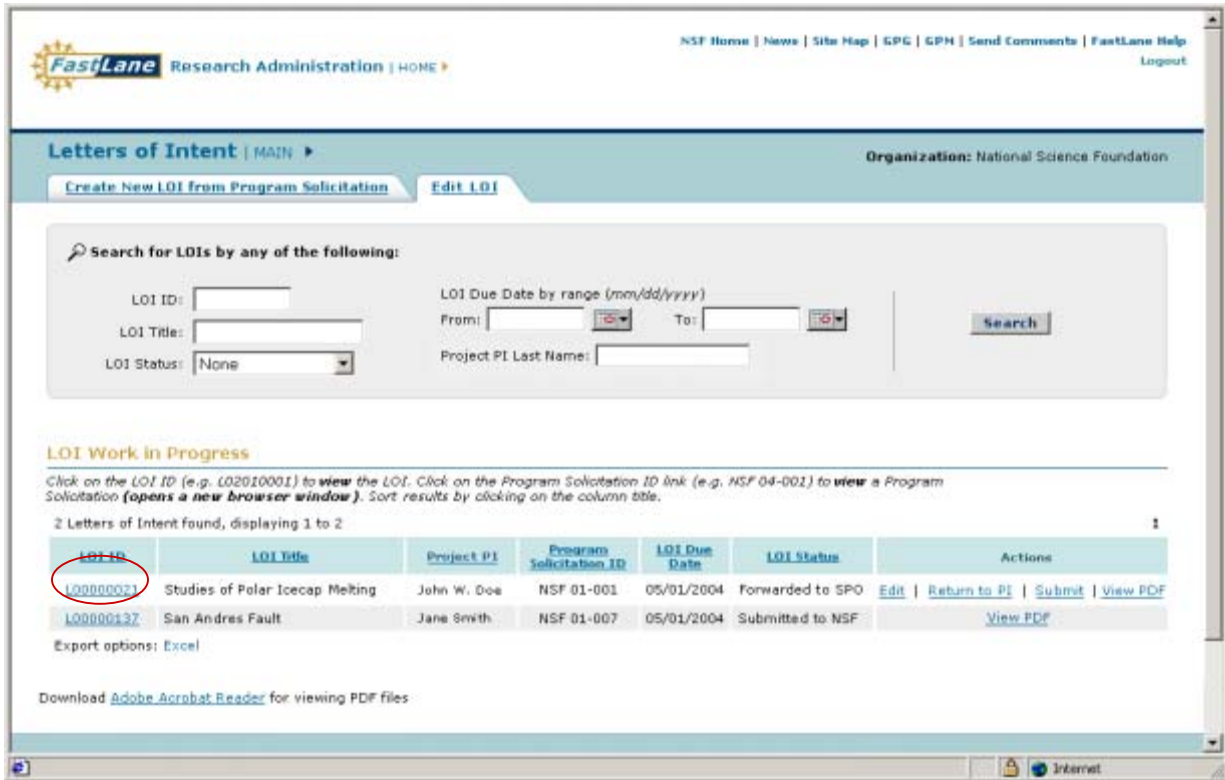 NSF Home | News | Site Map | GPG | GPM | Send Comments | FastLane Help
Logout
FastLane Research Administration | HOME
Letters of Intent | MAIN
Organization: National Science Foundation
Create New LOI from Program Solicitation Edit LOI
Search for LOIs by any of the following:
LOI ID:
LOI Due Date by range (mm/dd/yyyy)
From: To:
LOI Title:
Search
Project PI Last Name:
LOI Status: None
LOI Work in Progress
Click on the LOI ID (e.g. L02010001) to view the LOI. Click on the Program Solicitation ID link (e.g. NSF 04-001) to view a Program
Solicitation (opens a new browser window). Sort results by clicking on the column title.
2 Letters of Intent found, displaying 1 to 2 1
LOI ID LOI Title Project PI Program Solicitation ID LOI Due Date LOI Status Actions
L00000021 Studies of Polar Icecap Melting John W. Doe NSF 01-001 05/01/2004 Forwarded to SPO Edit | Return to PI | Submit | View PDF
L00000137 San Andres Fault Jane Smith NSF 01-007 05/01/2004 Submitted to NSF View PDF
Export options: Excel
Download Adobe Acrobat Reader for viewing PDF files
Internet